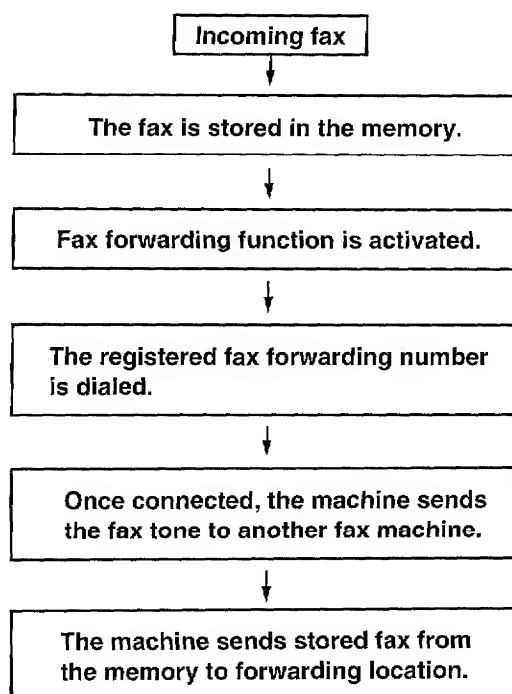 Incoming fax
The fax is stored in the memory.
Fax forwarding function is activated.
The registered fax forwarding number
is dialed.
Once connected, the machine sends
the fax tone to another fax machine.
The machine sends stored fax from
the memory to forwarding location.